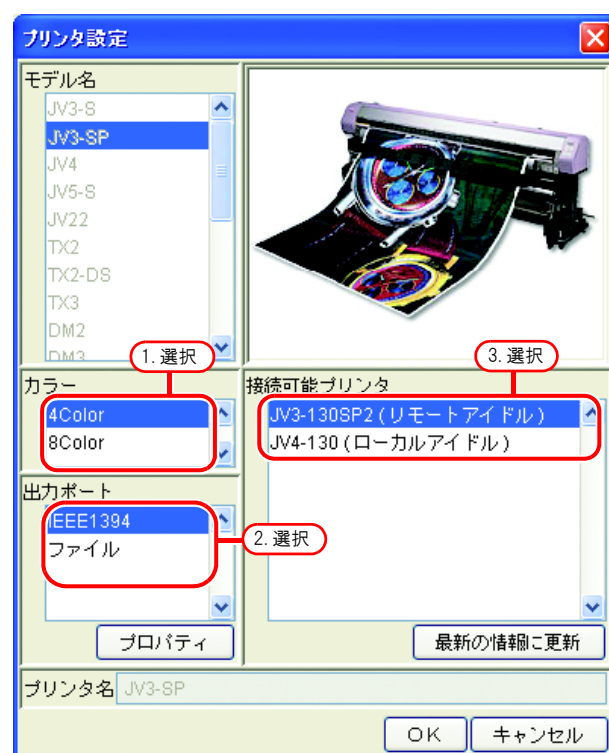 プリンタ設定
モデル名
JV3-S
JV3-SP
JV4
JV5-S
JV22
TX2
TX2-DS
TX3
DM2
DM3
1. 選択
3. 選択
カラー
4Color
8Color
接続可能プリンタ
JV3-130SP2 (リモートアイドル)
JV4-130 (ローカルアイドル)
出力ポート
IEEE1394
ファイル
2. 選択
プロパティ
最新の情報に更新
プリンタ名 JV3-SP
OK キャンセル